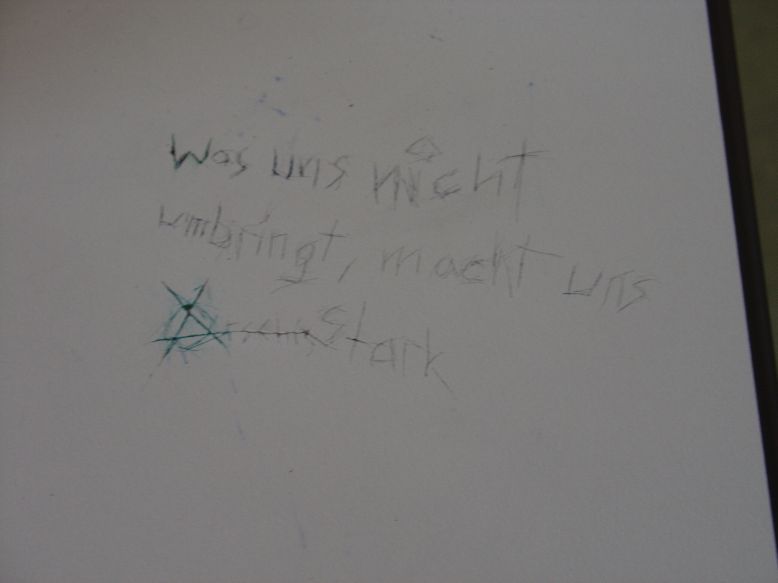 Was uns nicht
umbringt, macht uns
Stark